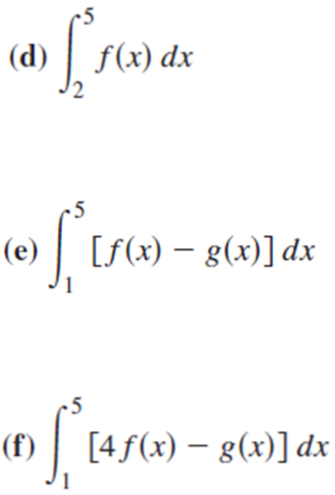 (d) ∫₂⁵ f(x) dx
(e) ∫₁⁵ [f(x) − g(x)] dx
(f) ∫₁⁵ [4f(x) − g(x)] dx